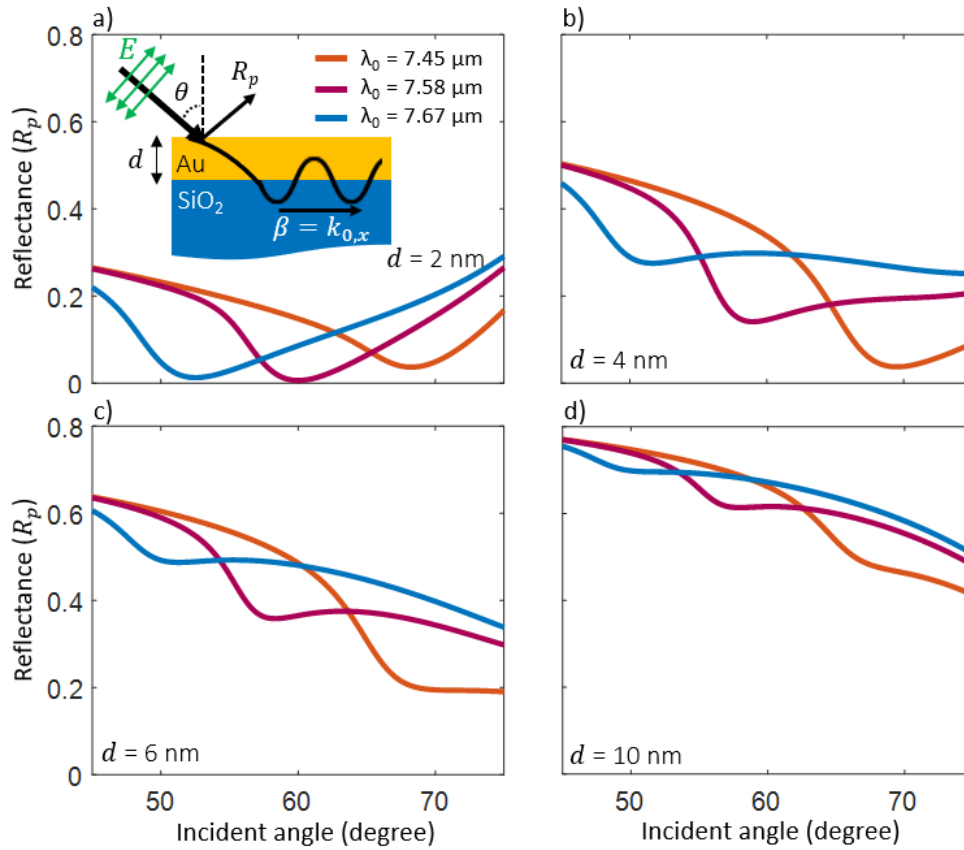 a)
0.8
0.6
0.4
0.2
0
Reflectance (Rₚ)
E
θ
Rₚ
d
Au
SiO₂
β = k₀,ₓ
λ₀ = 7.45 μm
λ₀ = 7.58 μm
λ₀ = 7.67 μm
d = 2 nm
b)
d = 4 nm
c)
0.8
0.6
0.4
0.2
0
Reflectance (Rₚ)
d = 6 nm
50 60 70
Incident angle (degree)
d)
d = 10 nm
50 60 70
Incident angle (degree)